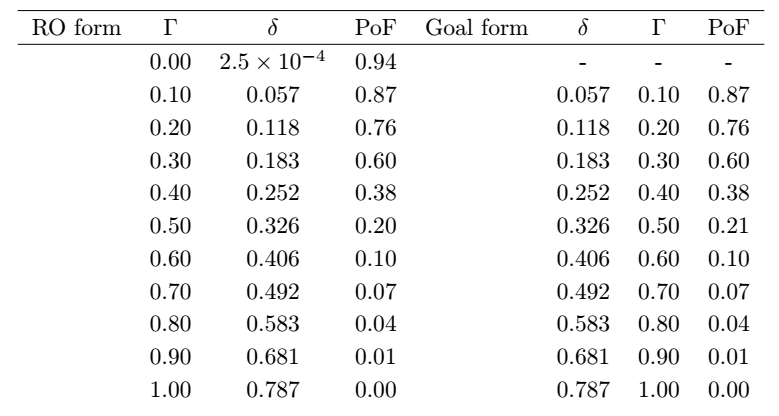 RO form Γ δ PoF Goal form δ Γ PoF
0.00 2.5 × 10⁻⁴ 0.94 - - -
0.10 0.057 0.87 0.057 0.10 0.87
0.20 0.118 0.76 0.118 0.20 0.76
0.30 0.183 0.60 0.183 0.30 0.60
0.40 0.252 0.38 0.252 0.40 0.38
0.50 0.326 0.20 0.326 0.50 0.21
0.60 0.406 0.10 0.406 0.60 0.10
0.70 0.492 0.07 0.492 0.70 0.07
0.80 0.583 0.04 0.583 0.80 0.04
0.90 0.681 0.01 0.681 0.90 0.01
1.00 0.787 0.00 0.787 1.00 0.00